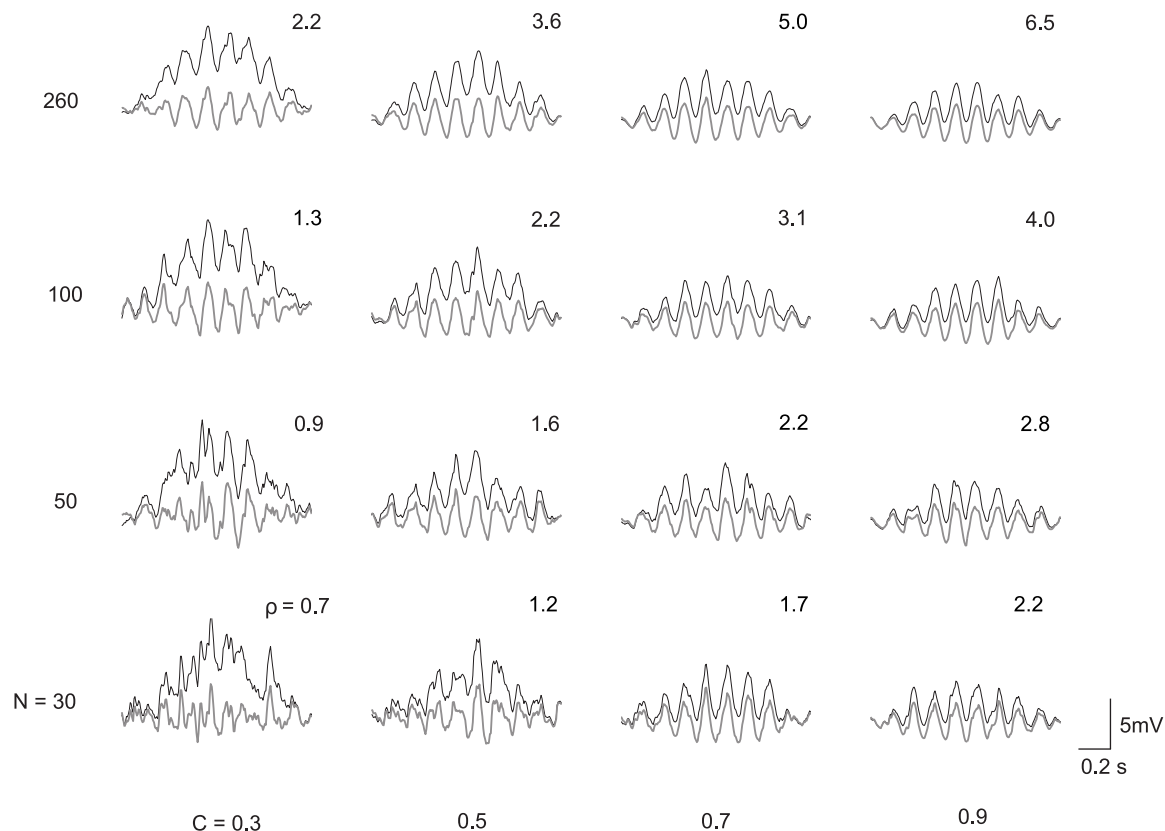 2.2 3.6 5.0 6.5
260
1.3 2.2 3.1 4.0
100
0.9 1.6 2.2 2.8
50
ρ = 0.7 1.2 1.7 2.2
N = 30
5mV
0.2 s
C = 0.3 0.5 0.7 0.9